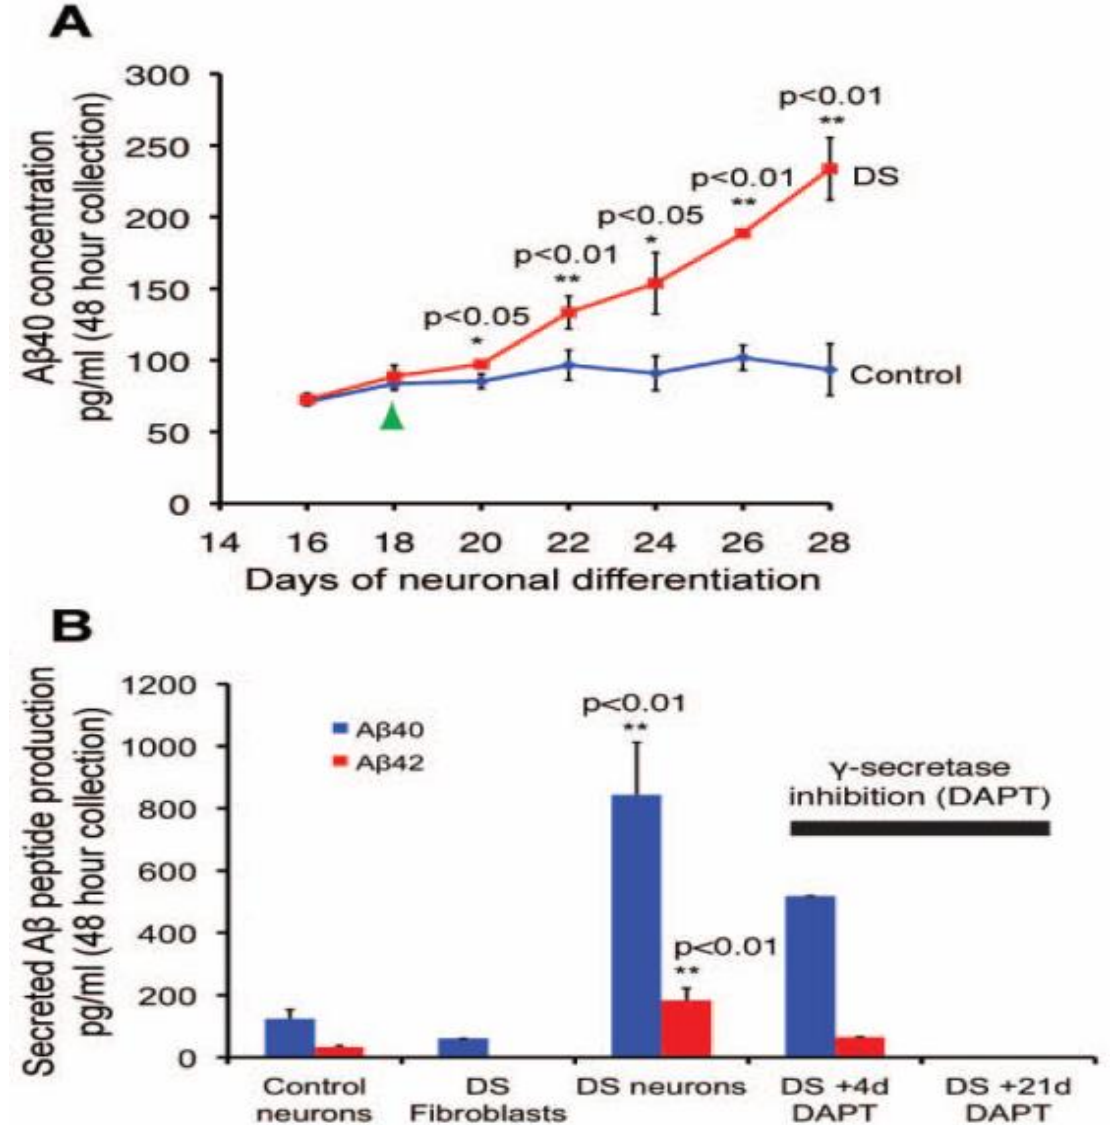 A
300
250
200
150
100
50
0
Aβ40 concentration
pg/ml (48 hour collection)
p<0.05
*
p<0.01
**
p<0.05
*
p<0.01
**
p<0.01
**
DS
Control
14 16 18 20 22 24 26 28
Days of neuronal differentiation
B
1200
1000
800
600
400
200
0
Secreted Aβ peptide production
pg/ml (48 hour collection)
Aβ40
Aβ42
p<0.01
**
p<0.01
**
γ-secretase
inhibition (DAPT)
Control
neurons
DS
Fibroblasts
DS neurons
DS +4d
DAPT
DS +21d
DAPT